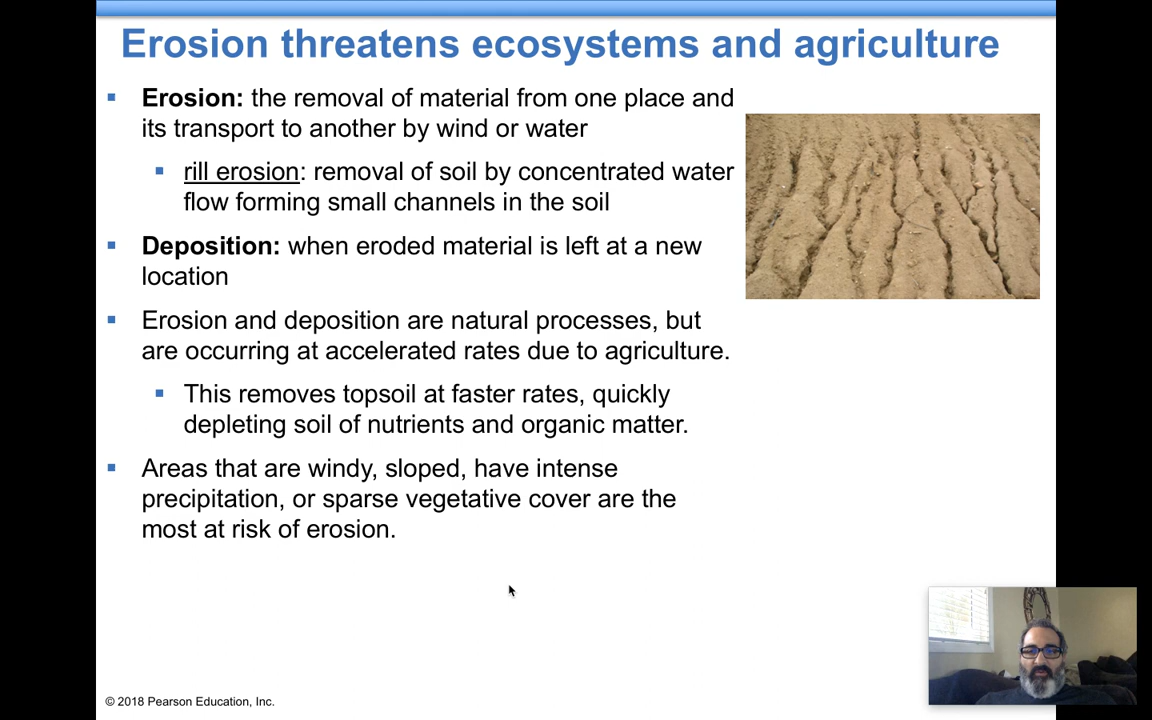 Erosion threatens ecosystems and agriculture
Erosion: the removal of material from one place and
its transport to another by wind or water
rill erosion: removal of soil by concentrated water
flow forming small channels in the soil
Deposition: when eroded material is left at a new
location
Erosion and deposition are natural processes, but
are occurring at accelerated rates due to agriculture.
This removes topsoil at faster rates, quickly
depleting soil of nutrients and organic matter.
Areas that are windy, sloped, have intense
precipitation, or sparse vegetative cover are the
most at risk of erosion.
© 2018 Pearson Education, Inc.